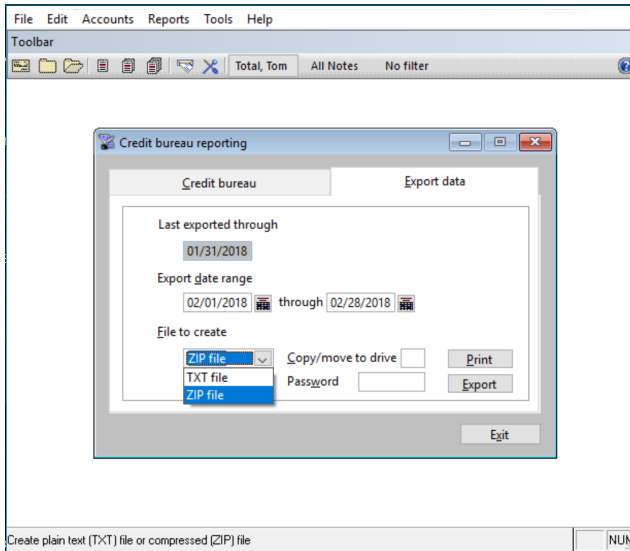 File Edit Accounts Reports Tools Help
Toolbar
Total, Tom All Notes No filter
Credit bureau reporting
Credit bureau Export data
Last exported through
01/31/2018
Export date range
02/01/2018 through 02/28/2018
File to create
ZIP file Copy/move to drive Print
TXT file Password Export
ZIP file
Exit
Create plain text (TXT) file or compressed (ZIP) file NUM